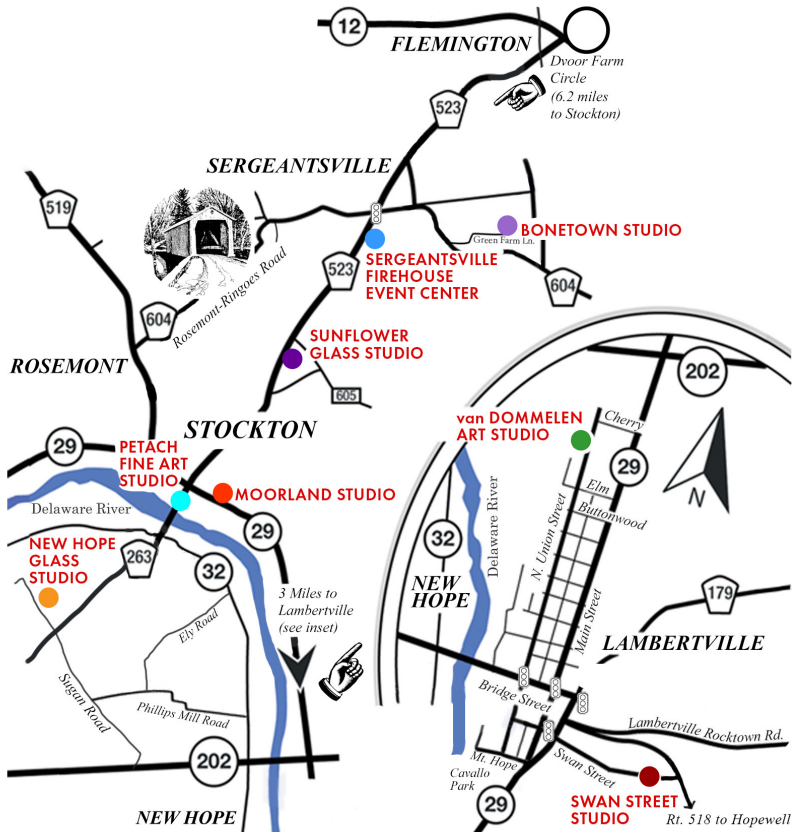 12
FLEMINGTON
Dvoor Farm
Circle
(6.2 miles
to Stockton)
523
SERGEANTSVILLE
519
BONETOWN STUDIO
Green Farm Ln.
SERGEANTSVILLE
FIREHOUSE
EVENT CENTER
523
604
604
Rosemont-Ringoes Road
SUNFLOWER
GLASS STUDIO
ROSEMONT
605
202
STOCKTON
van DOMMELEN
ART STUDIO
Cherry
29
PETACH
FINE ART
STUDIO
29
MOORLAND STUDIO
Elm
Buttonwood
Delaware River
29
N
NEW HOPE
GLASS
STUDIO
263
32
32
Delaware River
N. Union Street
NEW
HOPE
179
3 Miles to
Lambertville
(see inset)
Ely Road
Main Street
LAMBERTVILLE
Sugan Road
Phillips Mill Road
Bridge Street
Lambertville Rocktown Rd.
202
Mt. Hope
Swan Street
Cavallo
Park
29
SWAN STREET
STUDIO
NEW HOPE
Rt. 518 to Hopewell